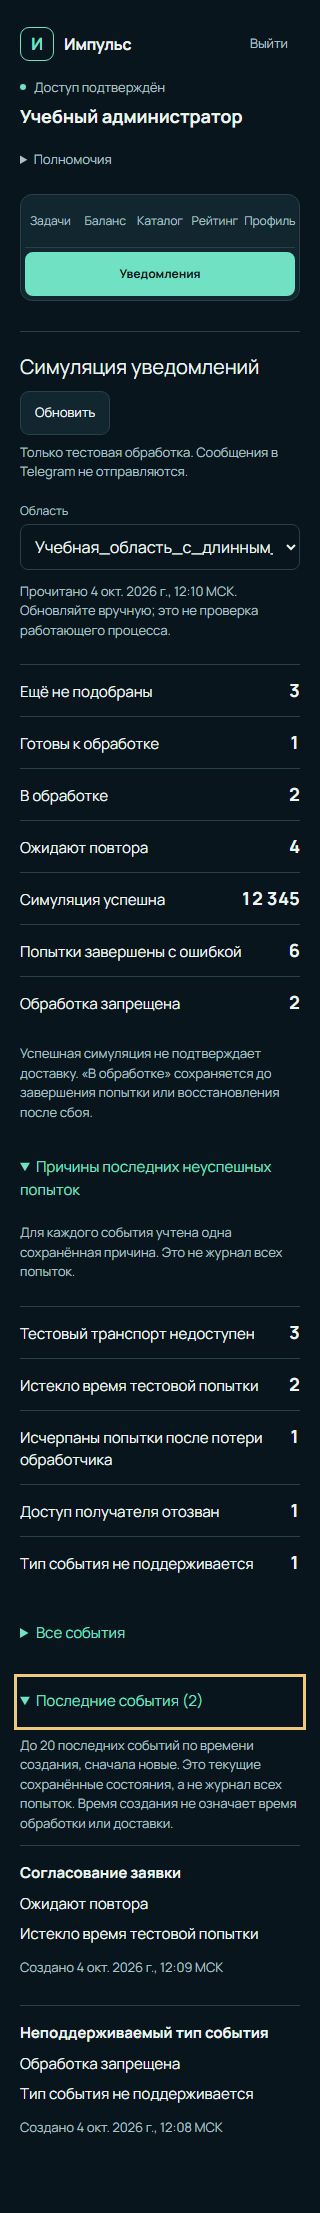 И Импульс Выйти
Доступ подтверждён
Учебный администратор
Полномочия
Задачи Баланс Каталог Рейтинг Профиль
Уведомления
Симуляция уведомлений
Обновить
Только тестовая обработка. Сообщения в
Telegram не отправляются.
Область
Учебная_область_с_длинным_
Прочитано 4 окт. 2026 г., 12:10 МСК.
Обновляйте вручную; это не проверка
работающего процесса.
Ещё не подобраны 3
Готовы к обработке 1
В обработке 2
Ожидают повтора 4
Симуляция успешна 12 345
Попытки завершены с ошибкой 6
Обработка запрещена 2
Успешная симуляция не подтверждает
доставку. «В обработке» сохраняется до
завершения попытки или восстановления
после сбоя.
Причины последних неуспешных
попыток
Для каждого события учтена одна
сохранённая причина. Это не журнал всех
попыток.
Тестовый транспорт недоступен 3
Истекло время тестовой попытки 2
Исчерпаны попытки после потери 1
обработчика
Доступ получателя отозван 1
Тип события не поддерживается 1
Все события
Последние события (2)
До 20 последних событий по времени
создания, сначала новые. Это текущие
сохранённые состояния, а не журнал всех
попыток. Время создания не означает время
обработки или доставки.
Согласование заявки
Ожидают повтора
Истекло время тестовой попытки
Создано 4 окт. 2026 г., 12:09 МСК
Неподдерживаемый тип события
Обработка запрещена
Тип события не поддерживается
Создано 4 окт. 2026 г., 12:08 МСК